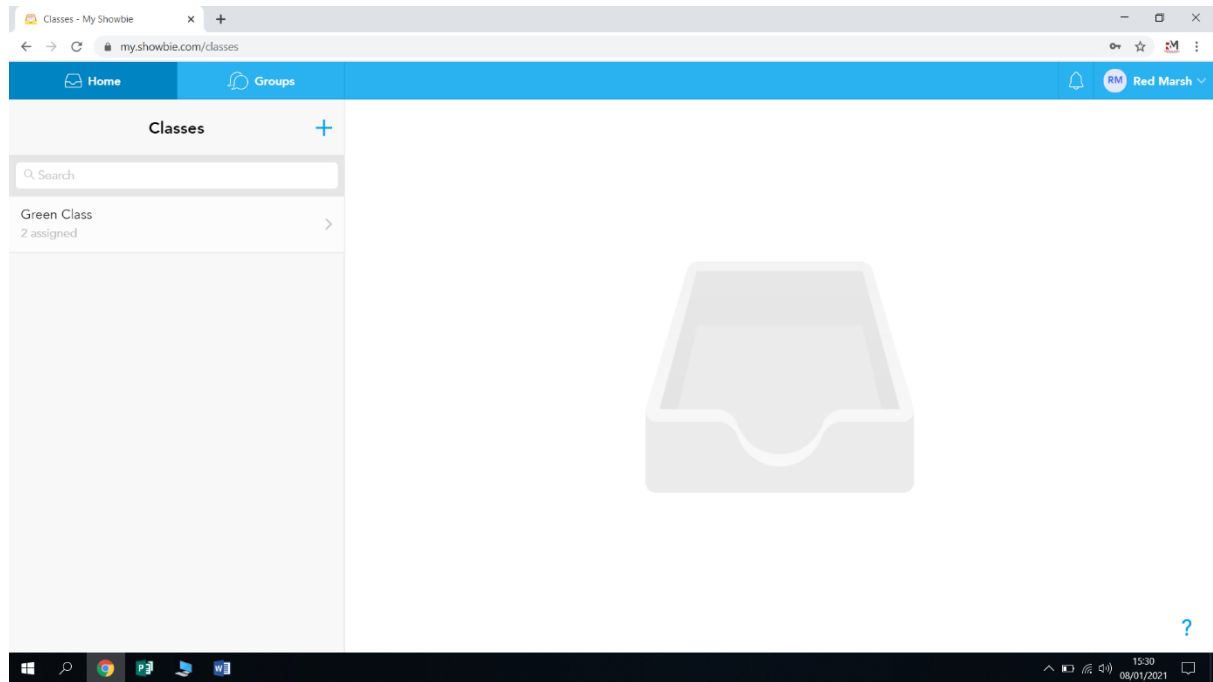 Classes - My Showbie
my.showbie.com/classes
Home
Groups
RM Red Marsh
Classes
Search
Green Class
2 assigned
?
15:30
08/01/2021